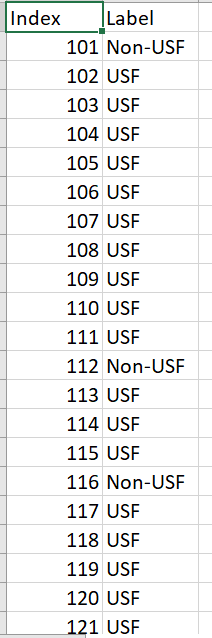 Index Label
101 Non-USF
102 USF
103 USF
104 USF
105 USF
106 USF
107 USF
108 USF
109 USF
110 USF
111 USF
112 Non-USF
113 USF
114 USF
115 USF
116 Non-USF
117 USF
118 USF
119 USF
120 USF
121 USF